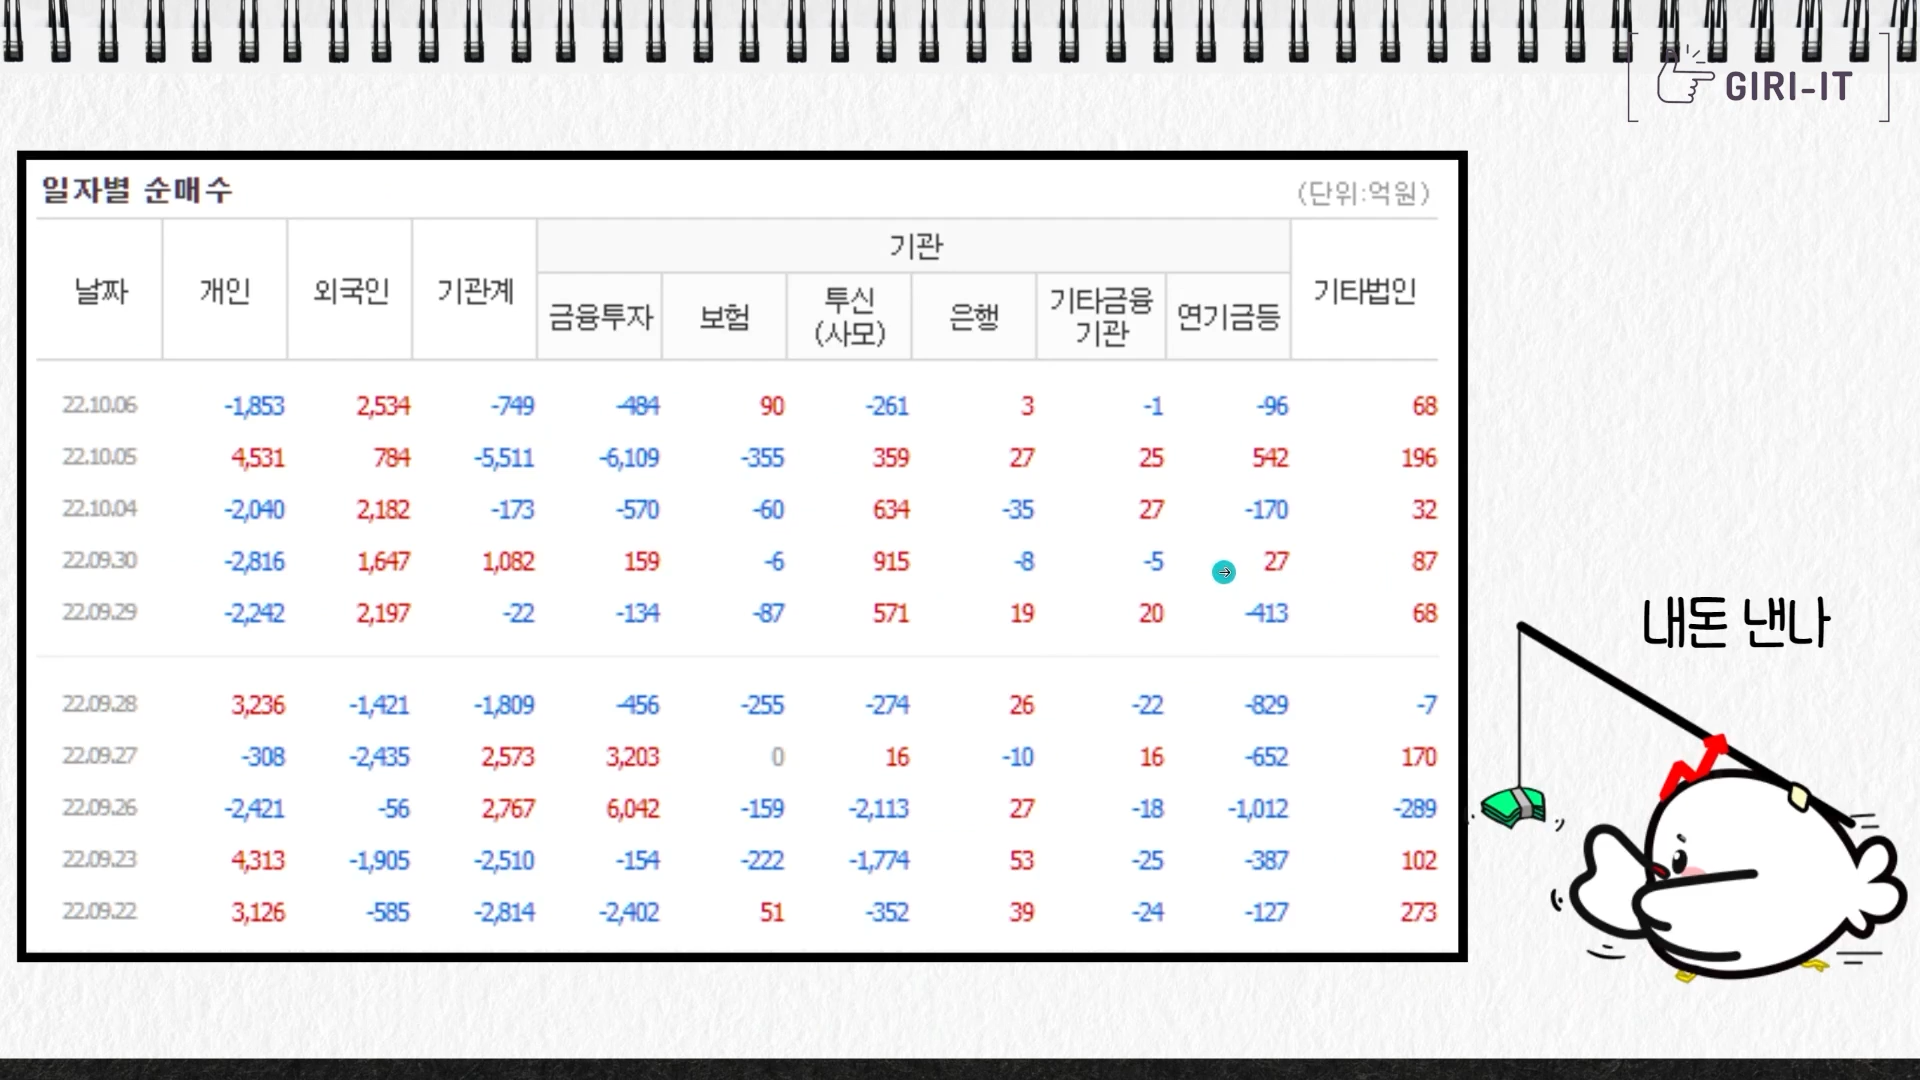 GIRI-IT
일자별 순매수
(단위:억원)
날짜 개인 외국인 기관계 기관 기타법인
금융투자 보험 투신(사모) 은행 기타금융기관 연기금등
22.10.06 -1,853 2,534 -749 -484 90 -261 3 -1 -96 68
22.10.05 4,531 784 -5,511 -6,109 -355 359 27 25 542 196
22.10.04 -2,040 2,182 -173 -570 -60 634 -35 27 -170 32
22.09.30 -2,816 1,647 1,082 159 -6 915 -8 -5 27 87
22.09.29 -2,242 2,197 -22 -134 -87 571 19 20 -413 68
22.09.28 3,236 -1,421 -1,809 -456 -255 -274 26 -22 -829 -7
22.09.27 -308 -2,435 2,573 3,203 0 16 -10 16 -652 170
22.09.26 -2,421 -56 2,767 6,042 -159 -2,113 27 -18 -1,012 -289
22.09.23 4,313 -1,905 -2,510 -154 -222 -1,774 53 -25 -387 102
22.09.22 3,126 -585 -2,814 -2,402 51 -352 39 -24 -127 273
내돈 낸나